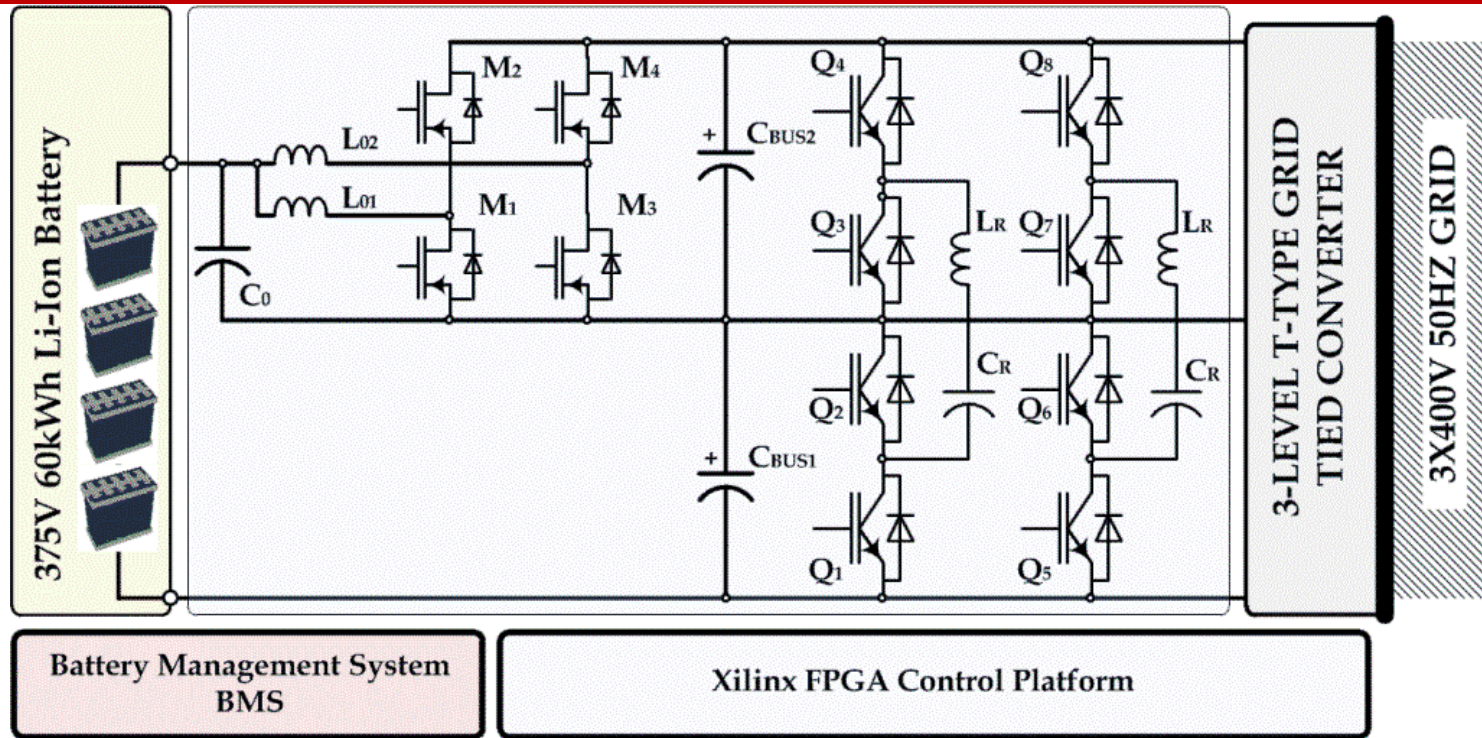 375V 60kWh Li-Ion Battery
L02
L01
C0
M2
M4
M1
M3
+
CBUS2
+
CBUS1
Q4
Q8
Q3
LR
Q7
LR
Q2
CR
Q6
CR
Q1
Q5
3-LEVEL T-TYPE GRID
TIED CONVERTER
3X400V 50HZ GRID
Battery Management System
BMS
Xilinx FPGA Control Platform